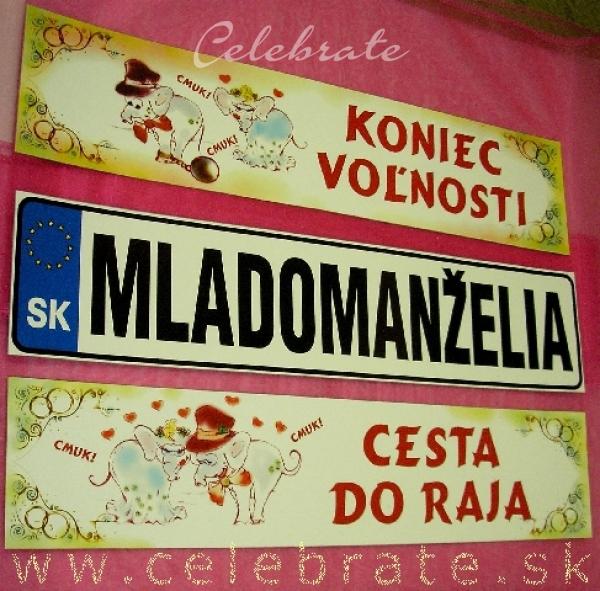 Celebrate
CMUK!
CMUK!
KONIEC
VOĽNOSTI
SK
MLADOMANŽELIA
CMUK!
CMUK!
CESTA
DO RAJA
www.celebrate.sk